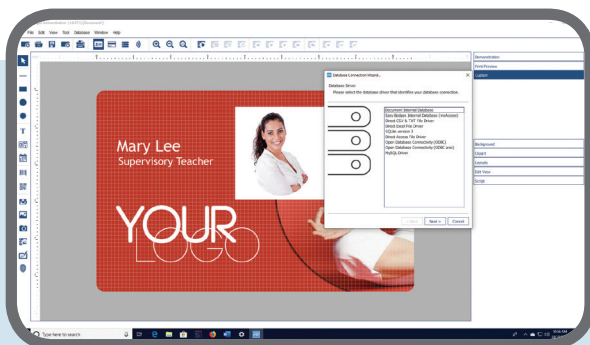 File Edit View Tool Database Window Help
Demonstration
Print/Preview
Custom
Background
Object
Layouts
Edit View
Script
Mary Lee
Supervisory Teacher
YOUR
LOGO
Database Connection Wizard...
Database Driver
Please select the database driver that identifies your database connection.
Document Internal Database
Direct CSV & TXT File Driver
Direct Excel File Driver
SQLite version 3
Direct Access File Driver
Open Database Connectivity (ODBC)
MySQL Driver
Next >
Cancel
Type here to search